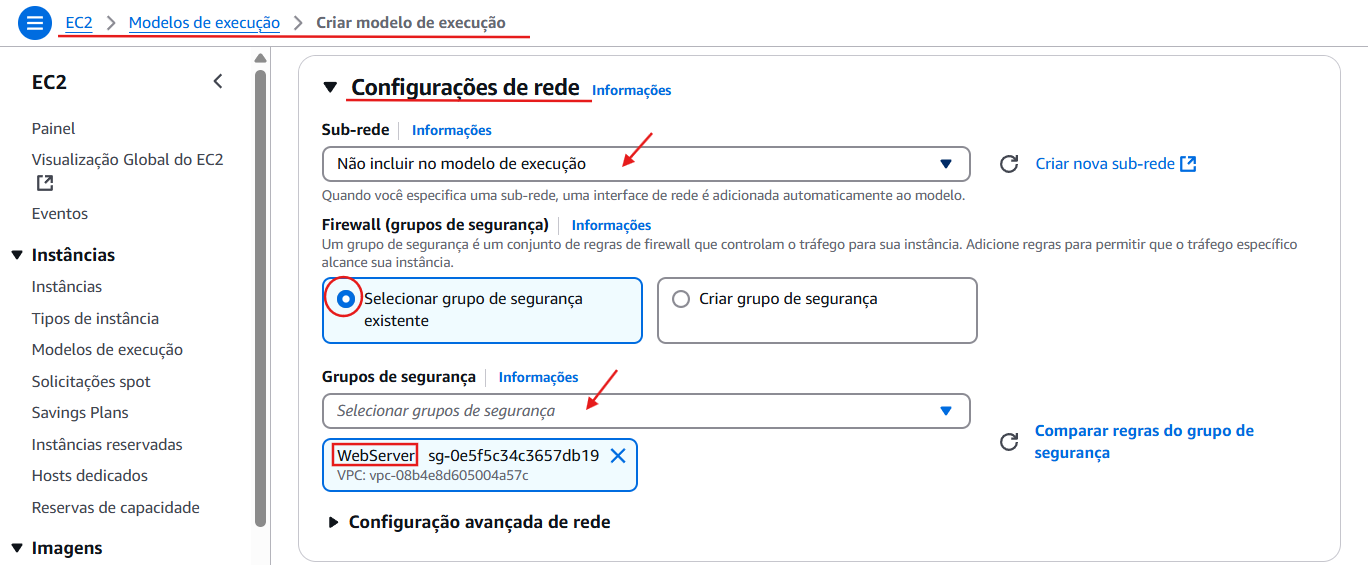 EC2 > Modelos de execução > Criar modelo de execução
EC2
Painel
Visualização Global do EC2
Eventos
Instâncias
Instâncias
Tipos de instância
Modelos de execução
Solicitações spot
Savings Plans
Instâncias reservadas
Hosts dedicados
Reservas de capacidade
Imagens
Configurações de rede Informações
Sub-rede Informações
Não incluir no modelo de execução
Criar nova sub-rede
Quando você especifica uma sub-rede, uma interface de rede é adicionada automaticamente ao modelo.
Firewall (grupos de segurança) Informações
Um grupo de segurança é um conjunto de regras de firewall que controlam o tráfego para sua instância. Adicione regras para permitir que o tráfego específico
alcance sua instância.
Selecionar grupo de segurança
existente
Criar grupo de segurança
Grupos de segurança Informações
Selecionar grupos de segurança
Comparar regras do grupo de
segurança
WebServer sg-0e5f5c34c3657db19
VPC: vpc-08b4e8d605004a57c
Configuração avançada de rede